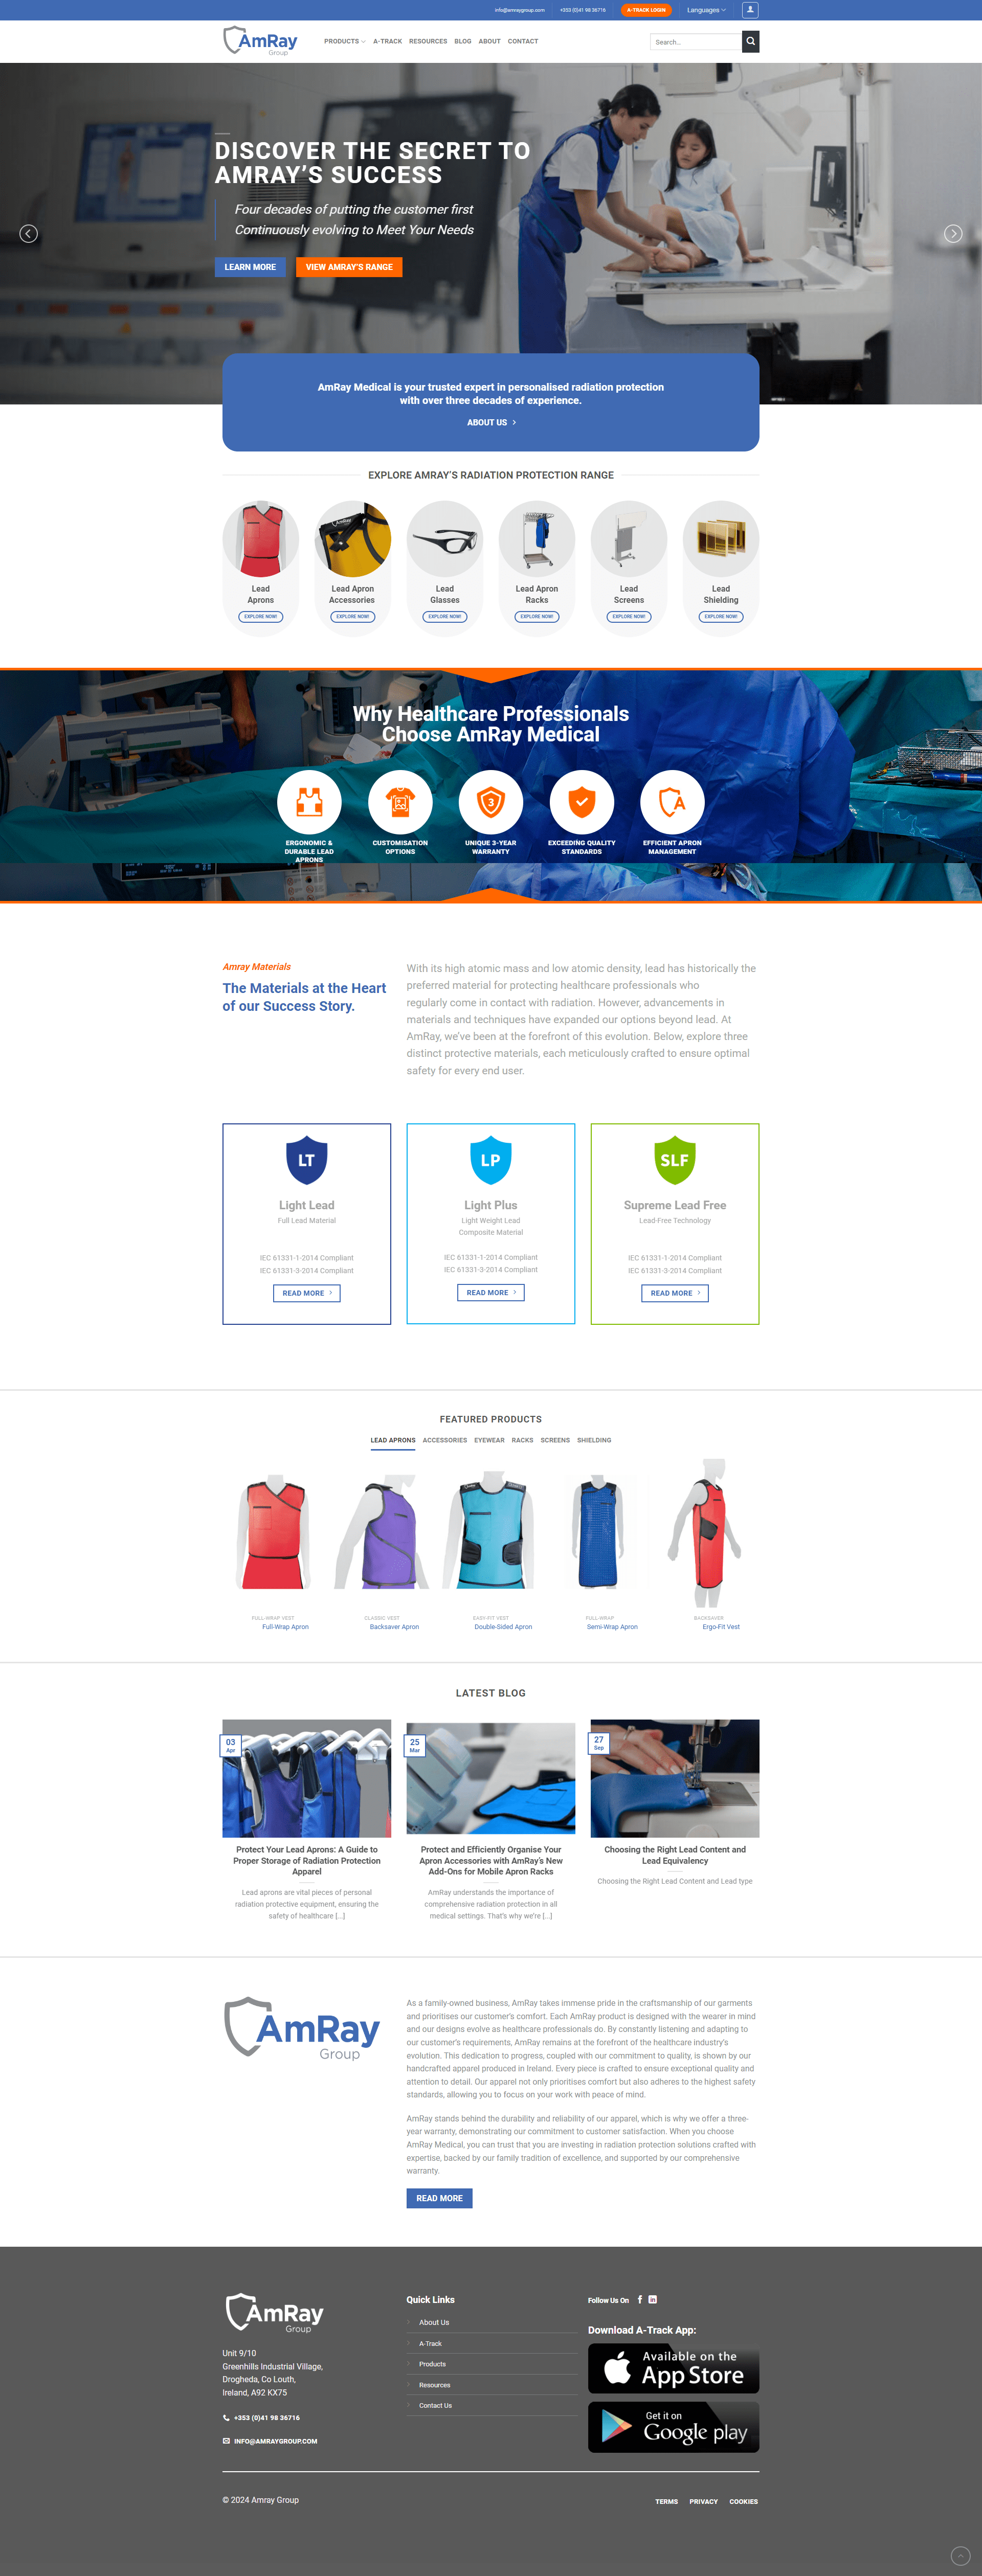 info@amraygroup.com
+353 (0)41 98 36716
A-TRACK LOGIN
Languages
AmRay
Group
PRODUCTS
A-TRACK
RESOURCES
BLOG
ABOUT
CONTACT
Search...
DISCOVER THE SECRET TO
AMRAY’S SUCCESS
Four decades of putting the customer first
Continuously evolving to Meet Your Needs
LEARN MORE
VIEW AMRAY'S RANGE
AmRay Medical is your trusted expert in personalised radiation protection
with over three decades of experience.
ABOUT US
EXPLORE AMRAY'S RADIATION PROTECTION RANGE
Lead
Aprons
EXPLORE NOW!
Lead Apron
Accessories
EXPLORE NOW!
Lead
Glasses
EXPLORE NOW!
Lead Apron
Racks
EXPLORE NOW!
Lead
Screens
EXPLORE NOW!
Lead
Shielding
EXPLORE NOW!
Why Healthcare Professionals
Choose AmRay Medical
ERGONOMIC &
DURABLE LEAD
APRONS
CUSTOMISATION
OPTIONS
3
UNIQUE 3-YEAR
WARRANTY
EXCEEDING QUALITY
STANDARDS
A
EFFICIENT APRON
MANAGEMENT
Amray Materials
The Materials at the Heart
of our Success Story.
With its high atomic mass and low atomic density, lead has historically the
preferred material for protecting healthcare professionals who
regularly come in contact with radiation. However, advancements in
materials and techniques have expanded our options beyond lead. At
AmRay, we’ve been at the forefront of this evolution. Below, explore three
distinct protective materials, each meticulously crafted to ensure optimal
safety for every end user.
LT
Light Lead
Full Lead Material
IEC 61331-1-2014 Compliant
IEC 61331-3-2014 Compliant
READ MORE
LP
Light Plus
Light Weight Lead
Composite Material
IEC 61331-1-2014 Compliant
IEC 61331-3-2014 Compliant
READ MORE
SLF
Supreme Lead Free
Lead-Free Technology
IEC 61331-1-2014 Compliant
IEC 61331-3-2014 Compliant
READ MORE
FEATURED PRODUCTS
LEAD APRONS
ACCESSORIES
EYEWEAR
RACKS
SCREENS
SHIELDING
FULL-WRAP VEST
Full-Wrap Apron
CLASSIC VEST
Backsaver Apron
EASY-FIT VEST
Double-Sided Apron
FULL-WRAP
Semi-Wrap Apron
BACKSAVER
Ergo-Fit Vest
LATEST BLOG
03
Apr
Protect Your Lead Aprons: A Guide to
Proper Storage of Radiation Protection
Apparel
Lead aprons are vital pieces of personal
radiation protective equipment, ensuring the
safety of healthcare [...]
25
Mar
Protect and Efficiently Organise Your
Apron Accessories with AmRay’s New
Add-Ons for Mobile Apron Racks
AmRay understands the importance of
comprehensive radiation protection in all
medical settings. That’s why we’re [...]
27
Sep
Choosing the Right Lead Content and
Lead Equivalency
Choosing the Right Lead Content and Lead type
AmRay
Group
As a family-owned business, AmRay takes immense pride in the craftsmanship of our garments
and prioritises our customer's comfort. Each AmRay product is designed with the wearer in mind
and our designs evolve as healthcare professionals do. By constantly listening and adapting to
our customer's requirements, AmRay remains at the forefront of the healthcare industry's
evolution. This dedication to progress, coupled with our commitment to quality, is shown by our
handcrafted apparel produced in Ireland. Every piece is crafted to ensure exceptional quality and
attention to detail. Our apparel not only prioritises comfort but also adheres to the highest safety
standards, allowing you to focus on your work with peace of mind.
AmRay stands behind the durability and reliability of our apparel, which is why we offer a three-
year warranty, demonstrating our commitment to customer satisfaction. When you choose
AmRay Medical, you can trust that you are investing in radiation protection solutions crafted with
expertise, backed by our family tradition of excellence, and supported by our comprehensive
warranty.
READ MORE
AmRay
Group
Unit 9/10
Greenhills Industrial Village,
Drogheda, Co Louth,
Ireland, A92 KX75
+353 (0)41 98 36716
INFO@AMRAYGROUP.COM
Quick Links
About Us
A-Track
Products
Resources
Contact Us
Follow Us On
Download A-Track App:
Available on the
App Store
Get it on
Google play
© 2024 Amray Group
TERMS
PRIVACY
COOKIES